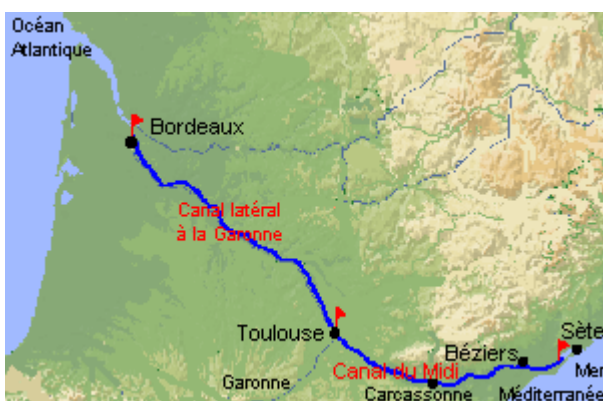 Océan
Atlantique
Bordeaux
Canal latéral
à la Garonne
Toulouse
Sète
Béziers
Mer
Canal du Midi
Garonne
Carcassonne
Méditerranée